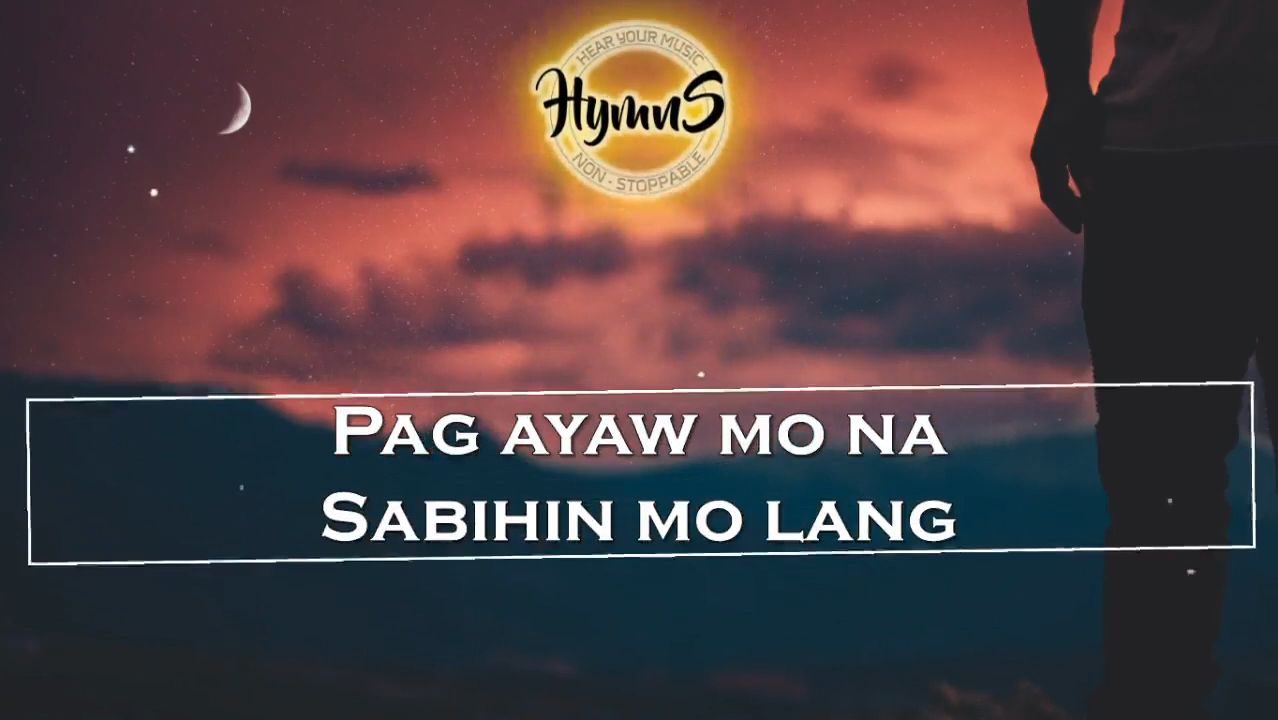 HEAR YOUR MUSIC
HymnS
NON - STOPPABLE
PAG AYAW MO NA
SABIHIN MO LANG